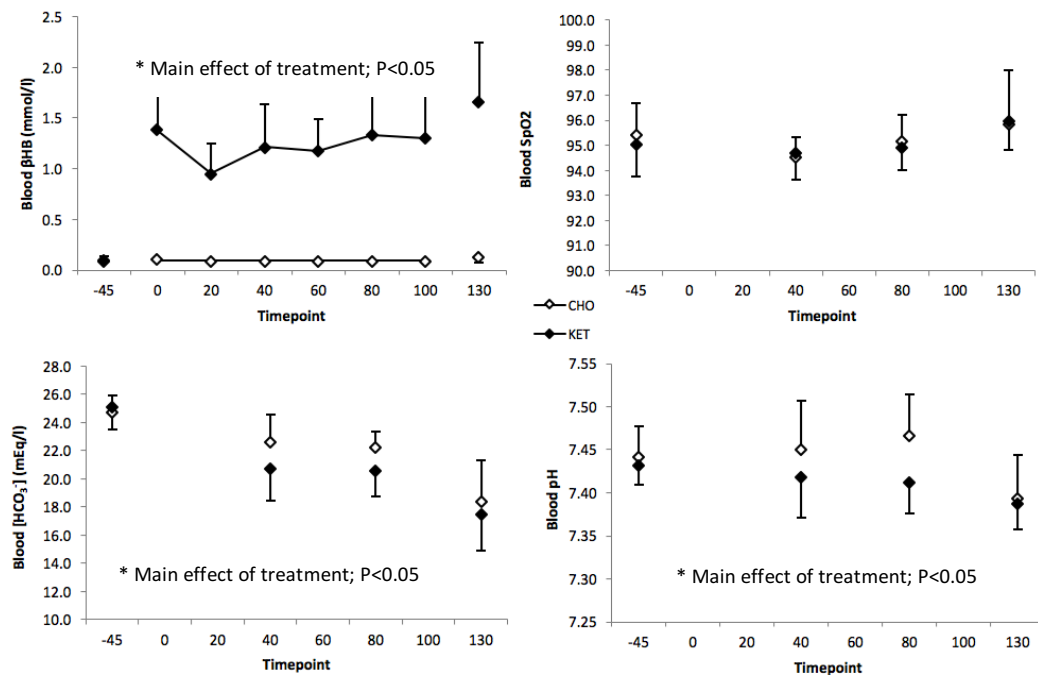 2.5
2.0
1.5
1.0
0.5
0.0
Blood βHB (mmol/l)
* Main effect of treatment; P<0.05
-45 0 20 40 60 80 100 130
Timepoint
100.0
99.0
98.0
97.0
96.0
95.0
94.0
93.0
92.0
91.0
90.0
Blood SpO2
-45 0 20 40 20 80 100 130
Timepoint
CHO
KET
28.0
26.0
24.0
22.0
20.0
18.0
16.0
14.0
12.0
10.0
Blood [HCO₃⁻] (mEq/l)
* Main effect of treatment; P<0.05
-45 0 20 40 20 80 100 130
Timepoint
7.55
7.50
7.45
7.40
7.35
7.30
7.25
Blood pH
* Main effect of treatment; P<0.05
-45 0 20 40 20 80 100 130
Timepoint